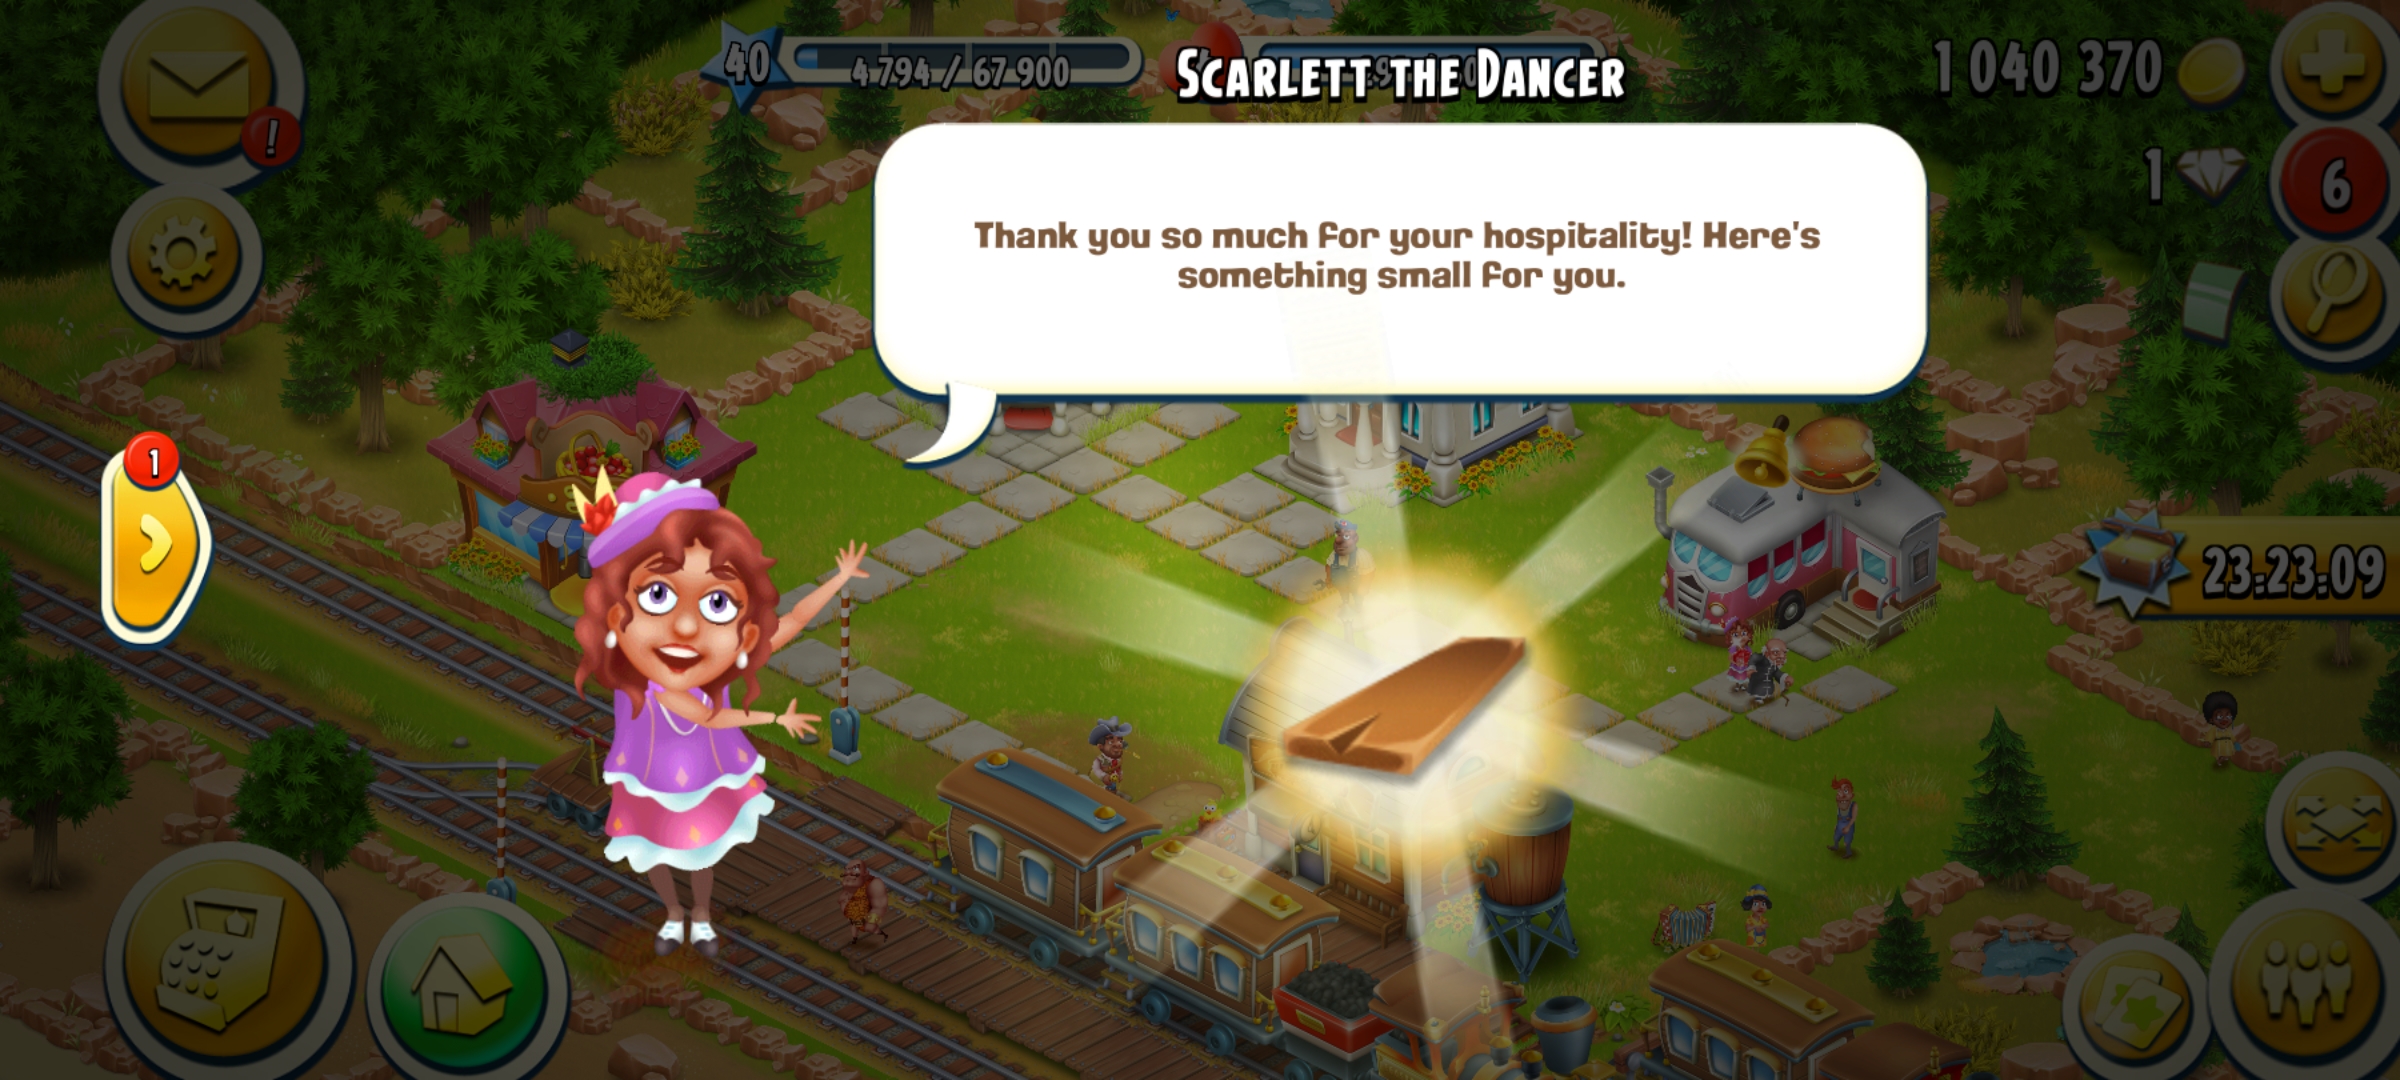 40
4 794 / 67 900
SCARLETT THE DANCER
1 040 370
!
1
6
Thank you so much for your hospitality! Here's
something small for you.
1
23:23:09